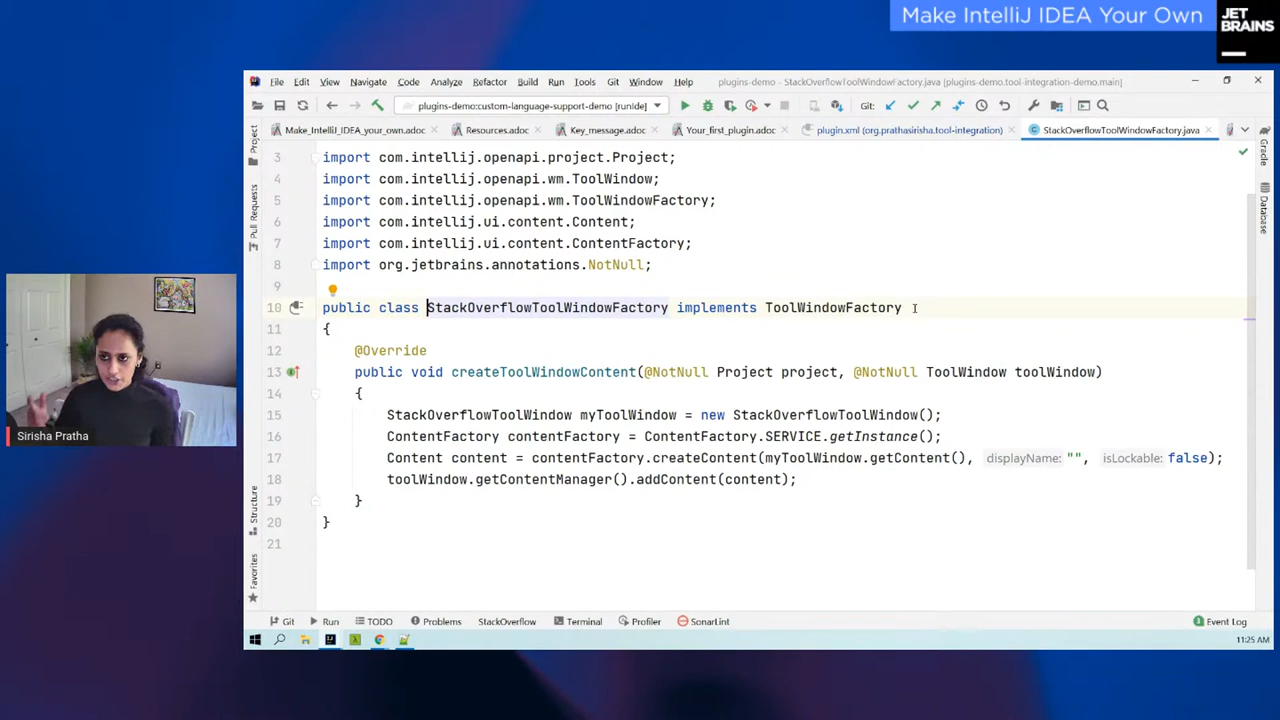 Make IntelliJ IDEA Your Own
JET
BRAINS
File Edit View Navigate Code Analyze Refactor Build Run Tools Git Window Help plugins-demo - StackOverflowToolWindowFactory.java [plugins-demo.tool-integration-demo.main]
plugins-demo:custom-language-support-demo [runIde] Git:
Make_IntelliJ_IDEA_your_own.adoc Resources.adoc Key_message.adoc Your_first_plugin.adoc plugin.xml (org.prathasirisha.tool-integration) StackOverflowToolWindowFactory.java
Project
Pull Requests
Structure
Favorites
3 import com.intellij.openapi.project.Project;
4 import com.intellij.openapi.wm.ToolWindow;
5 import com.intellij.openapi.wm.ToolWindowFactory;
6 import com.intellij.ui.content.Content;
7 import com.intellij.ui.content.ContentFactory;
8 import org.jetbrains.annotations.NotNull;
9
10 public class StackOverflowToolWindowFactory implements ToolWindowFactory
11 {
12 @Override
13 public void createToolWindowContent(@NotNull Project project, @NotNull ToolWindow toolWindow)
14 {
15 StackOverflowToolWindow myToolWindow = new StackOverflowToolWindow();
16 ContentFactory contentFactory = ContentFactory.SERVICE.getInstance();
17 Content content = contentFactory.createContent(myToolWindow.getContent(), displayName: "", isLockable: false);
18 toolWindow.getContentManager().addContent(content);
19 }
20 }
21
Gradle
Database
Sirisha Pratha
Git Run TODO Problems StackOverflow Terminal Profiler SonarLint Event Log
11:25 AM